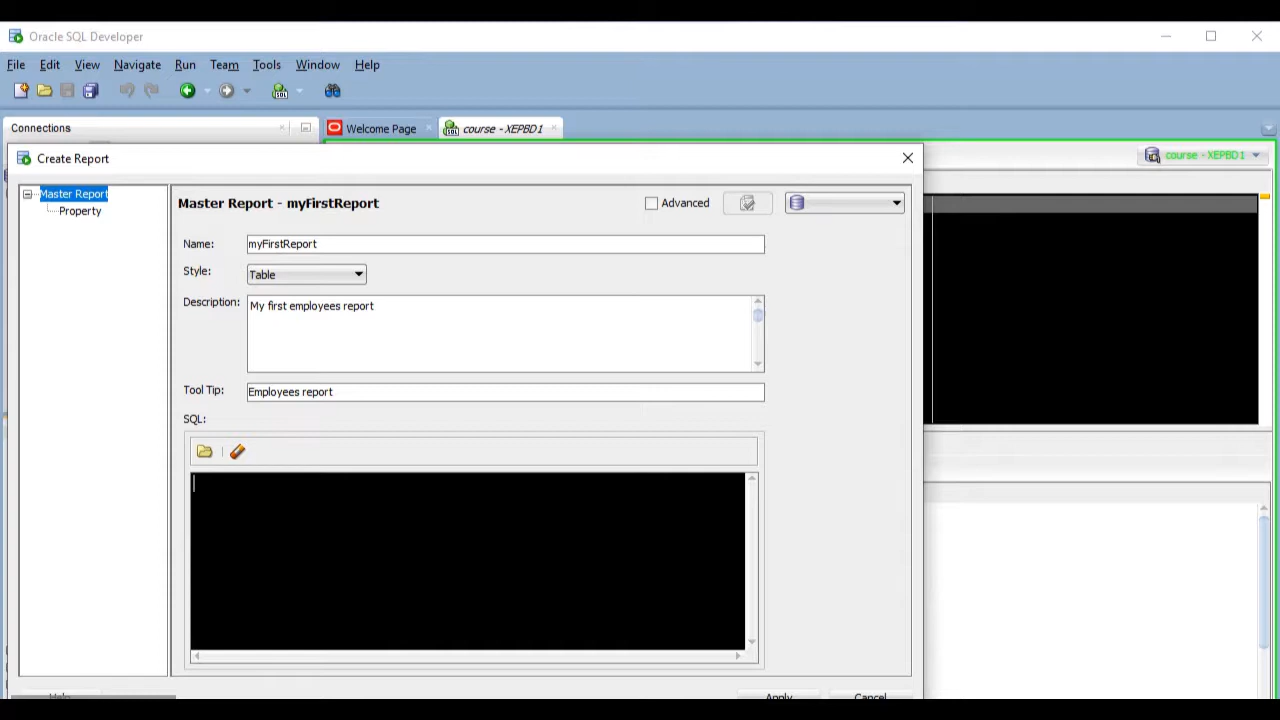 Oracle SQL Developer
File Edit View Navigate Run Team Tools Window Help
Connections
Welcome Page
course - XEPBD1
Create Report
course - XEPBD1
Master Report
Property
Master Report - myFirstReport
Advanced
Name: myFirstReport
Style: Table
Description: My first employees report
Tool Tip: Employees report
SQL:
Help Apply Cancel